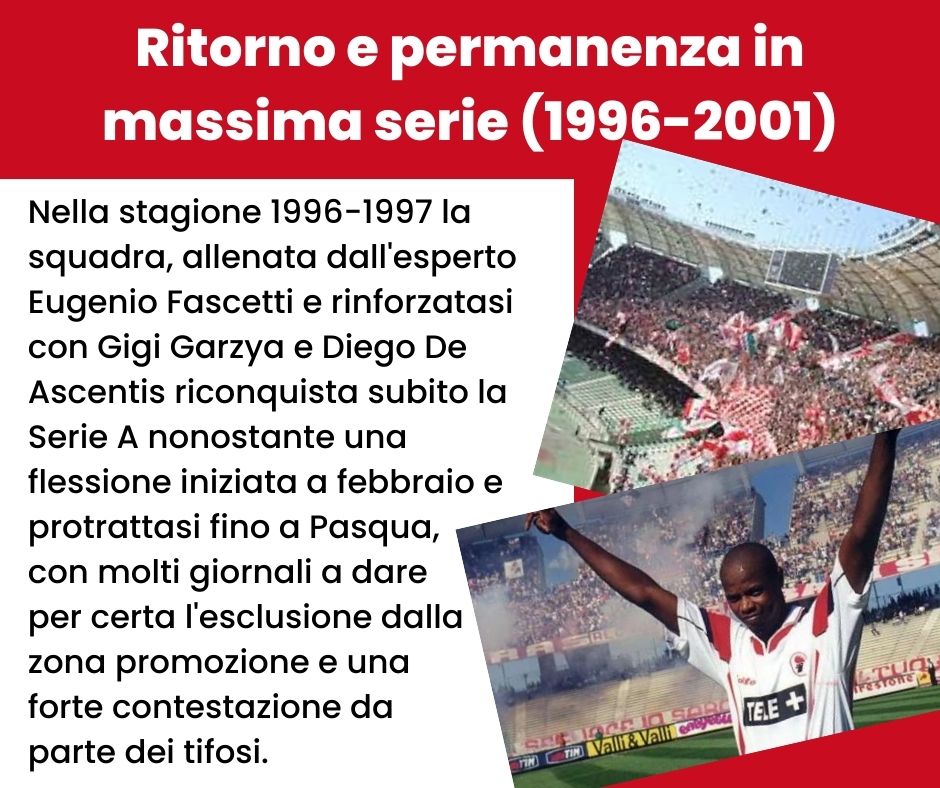 Ritorno e permanenza in
massima serie (1996-2001)
Nella stagione 1996-1997 la
squadra, allenata dall'esperto
Eugenio Fascetti e rinforzatasi
con Gigi Garzya e Diego De
Ascentis riconquista subito la
Serie A nonostante una
flessione iniziata a febbraio e
protrattasi fino a Pasqua,
con molti giornali a dare
per certa l'esclusione dalla
zona promozione e una
forte contestazione da
parte dei tifosi.
TELE +
Firestone
TIM
TIM
Valli&Valli